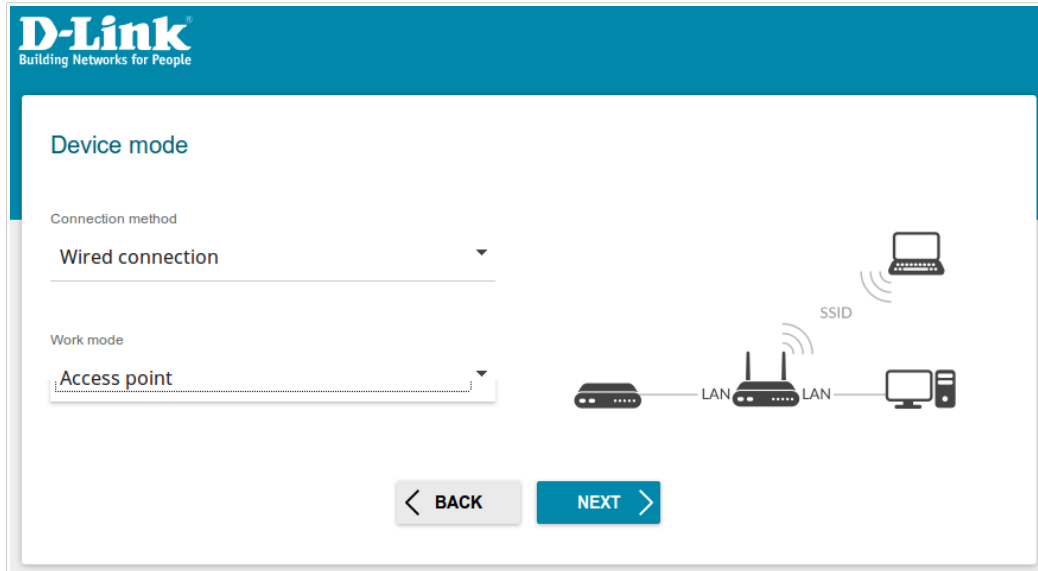 D-Link®
Building Networks for People
Device mode
Connection method
Wired connection
Work mode
Access point
SSID
LAN
LAN
BACK
NEXT